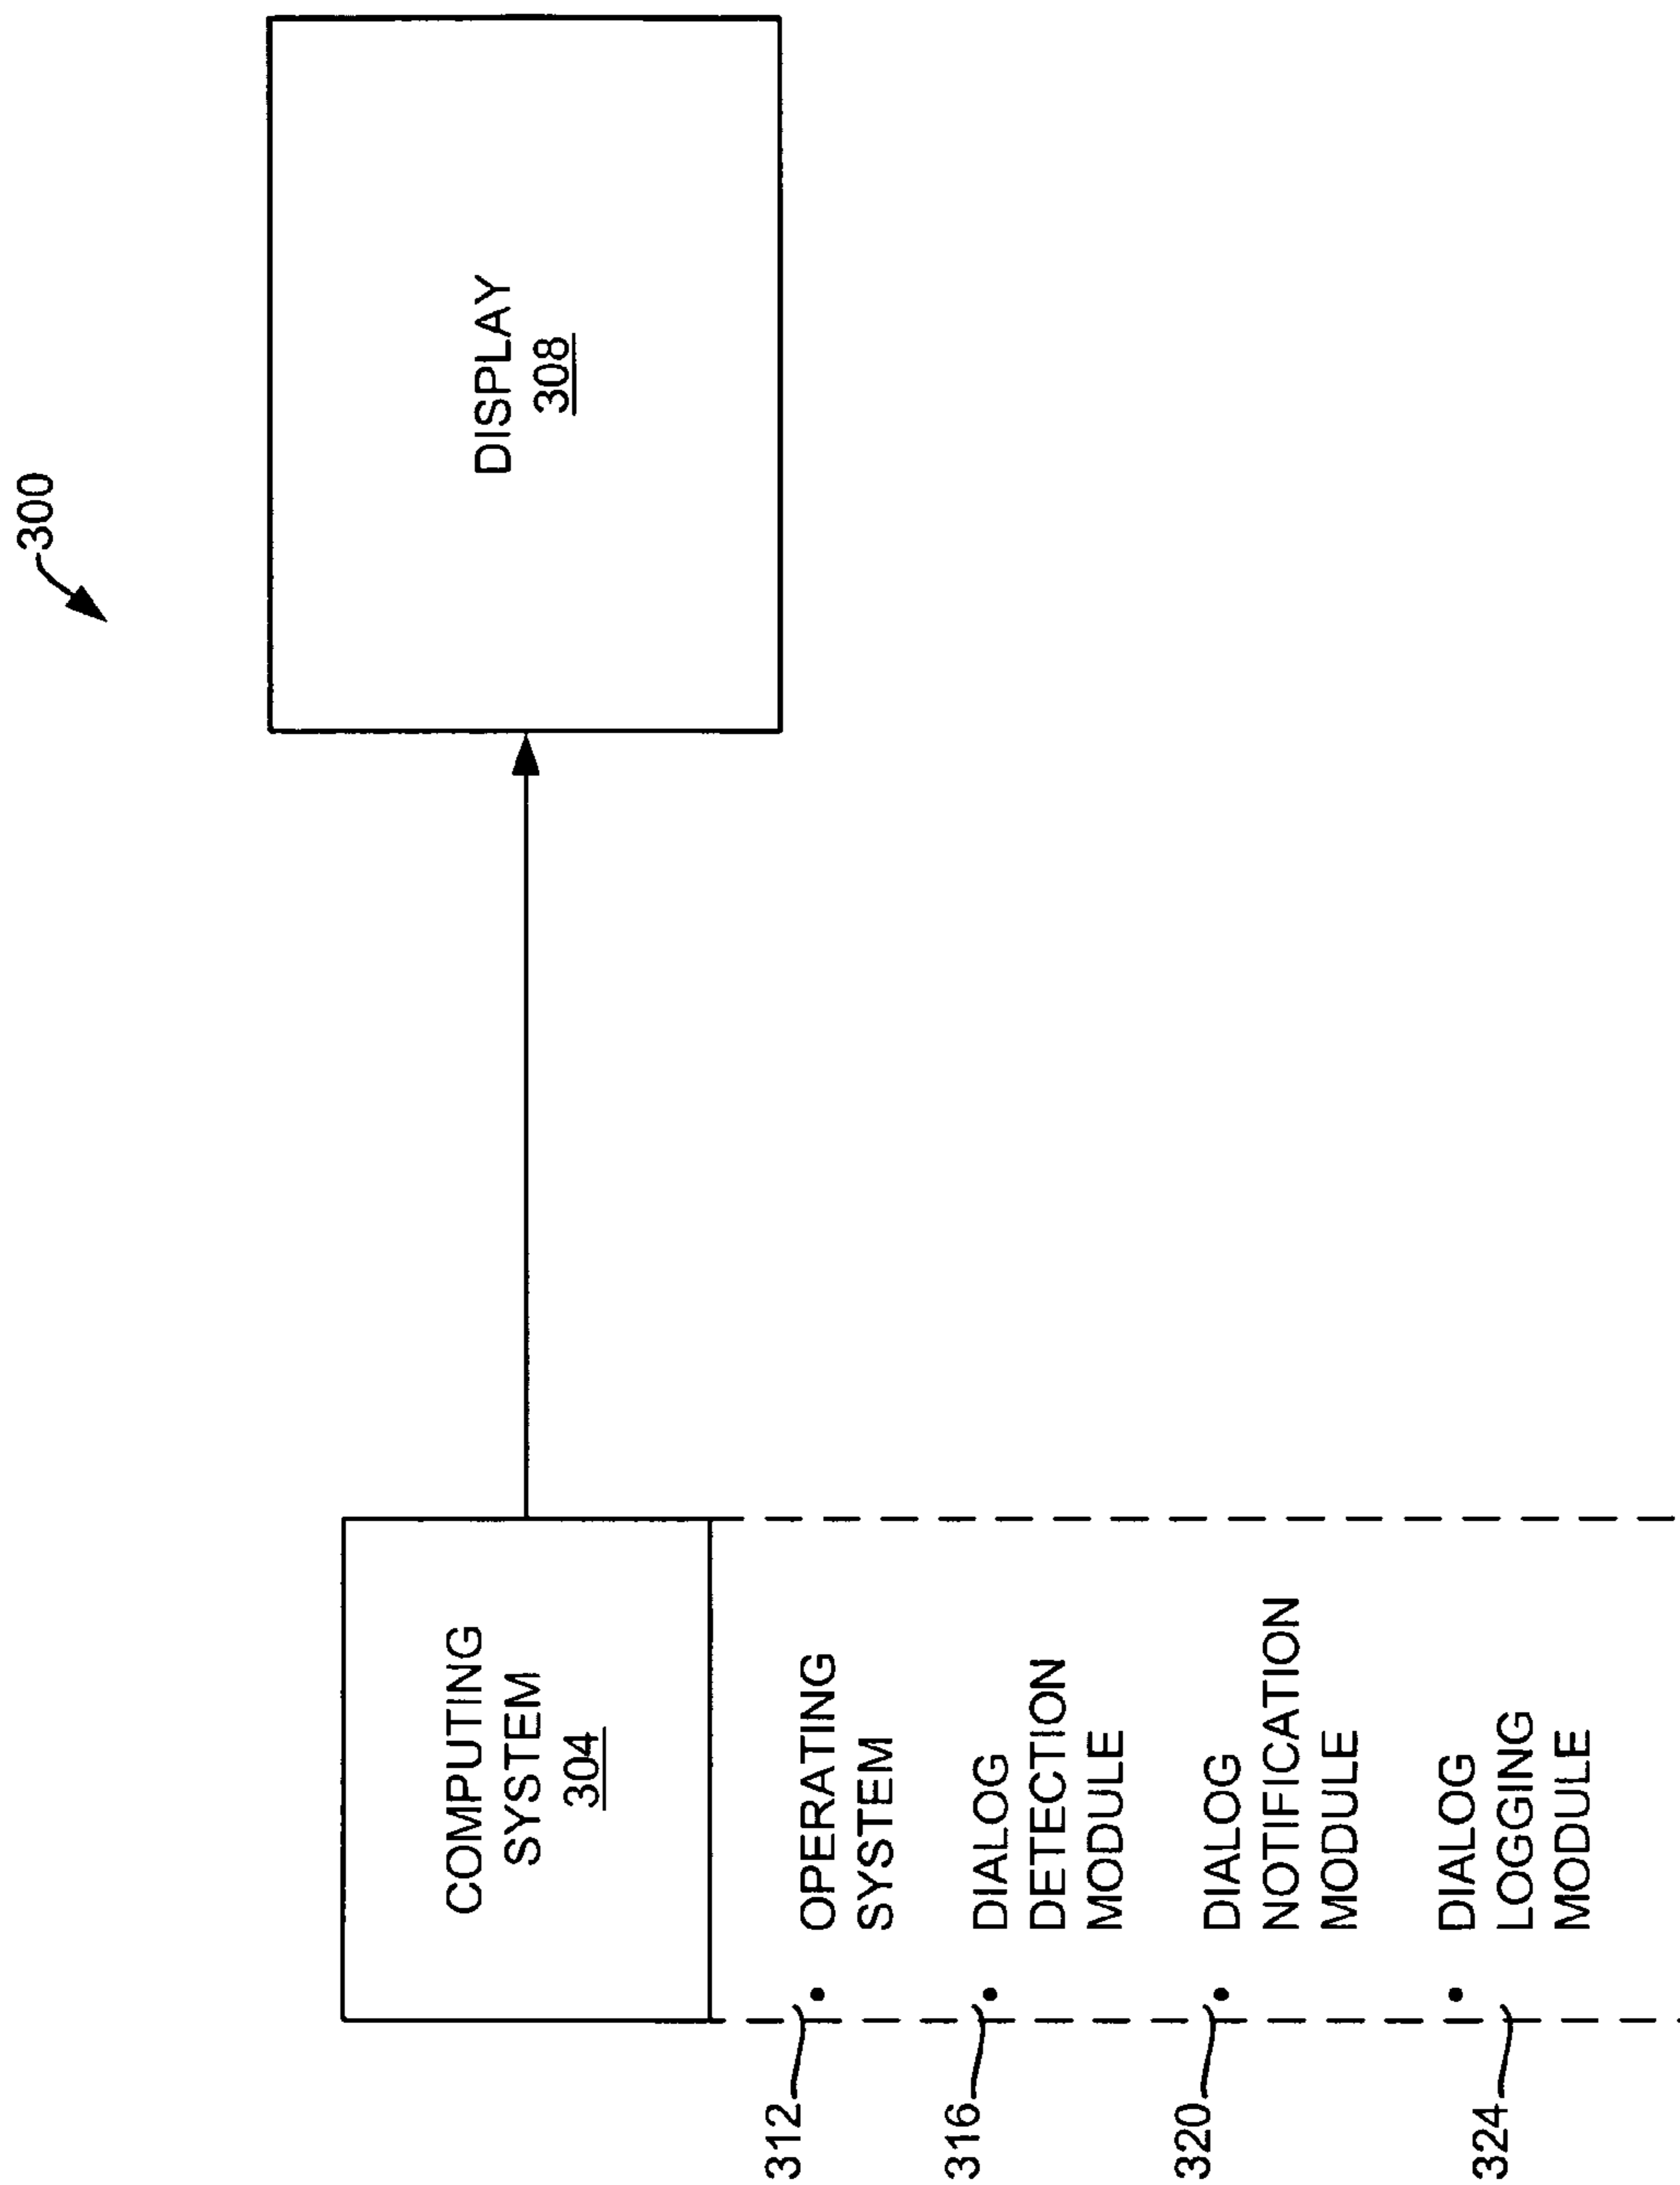 300
COMPUTING
SYSTEM
304
DISPLAY
308
312
OPERATING
SYSTEM
316
DIALOG
DETECTION
MODULE
320
DIALOG
NOTIFICATION
MODULE
324
DIALOG
LOGGING
MODULE